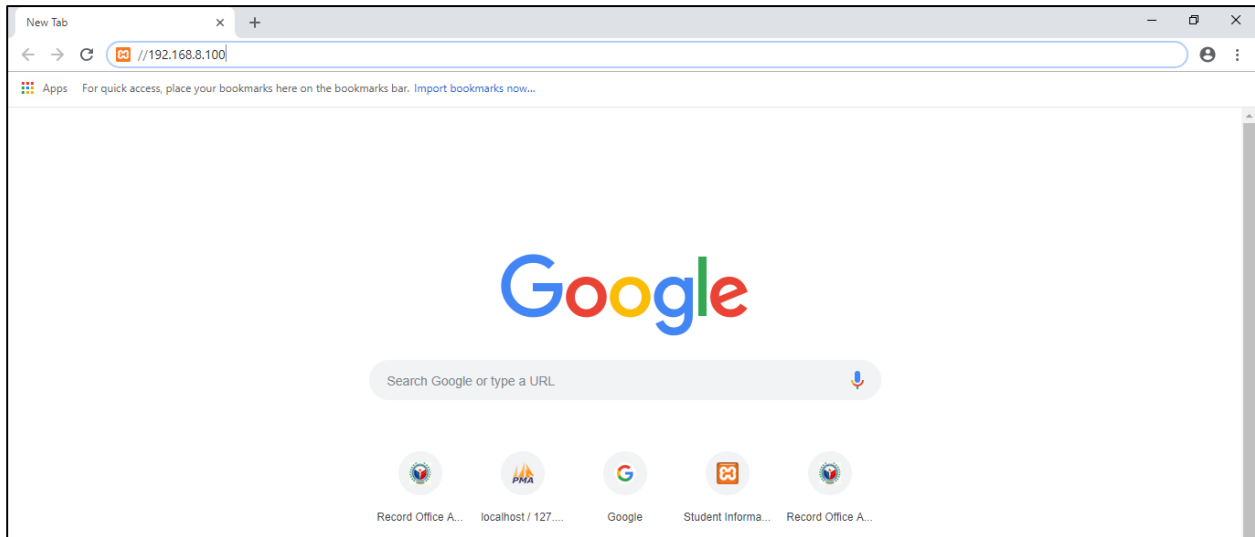 New Tab
//192.168.8.100
Apps For quick access, place your bookmarks here on the bookmarks bar. Import bookmarks now...
Google
Search Google or type a URL
PMA
Record Office A... localhost / 127.... Google Student Informa... Record Office A...